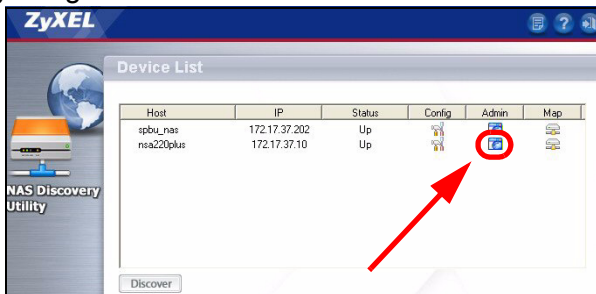 ZyXEL
Device List
Host IP Status Config Admin Map
spbu_nas 172.17.37.202 Up
nsa220plus 172.17.37.10 Up
NAS Discovery
Utility
Discover